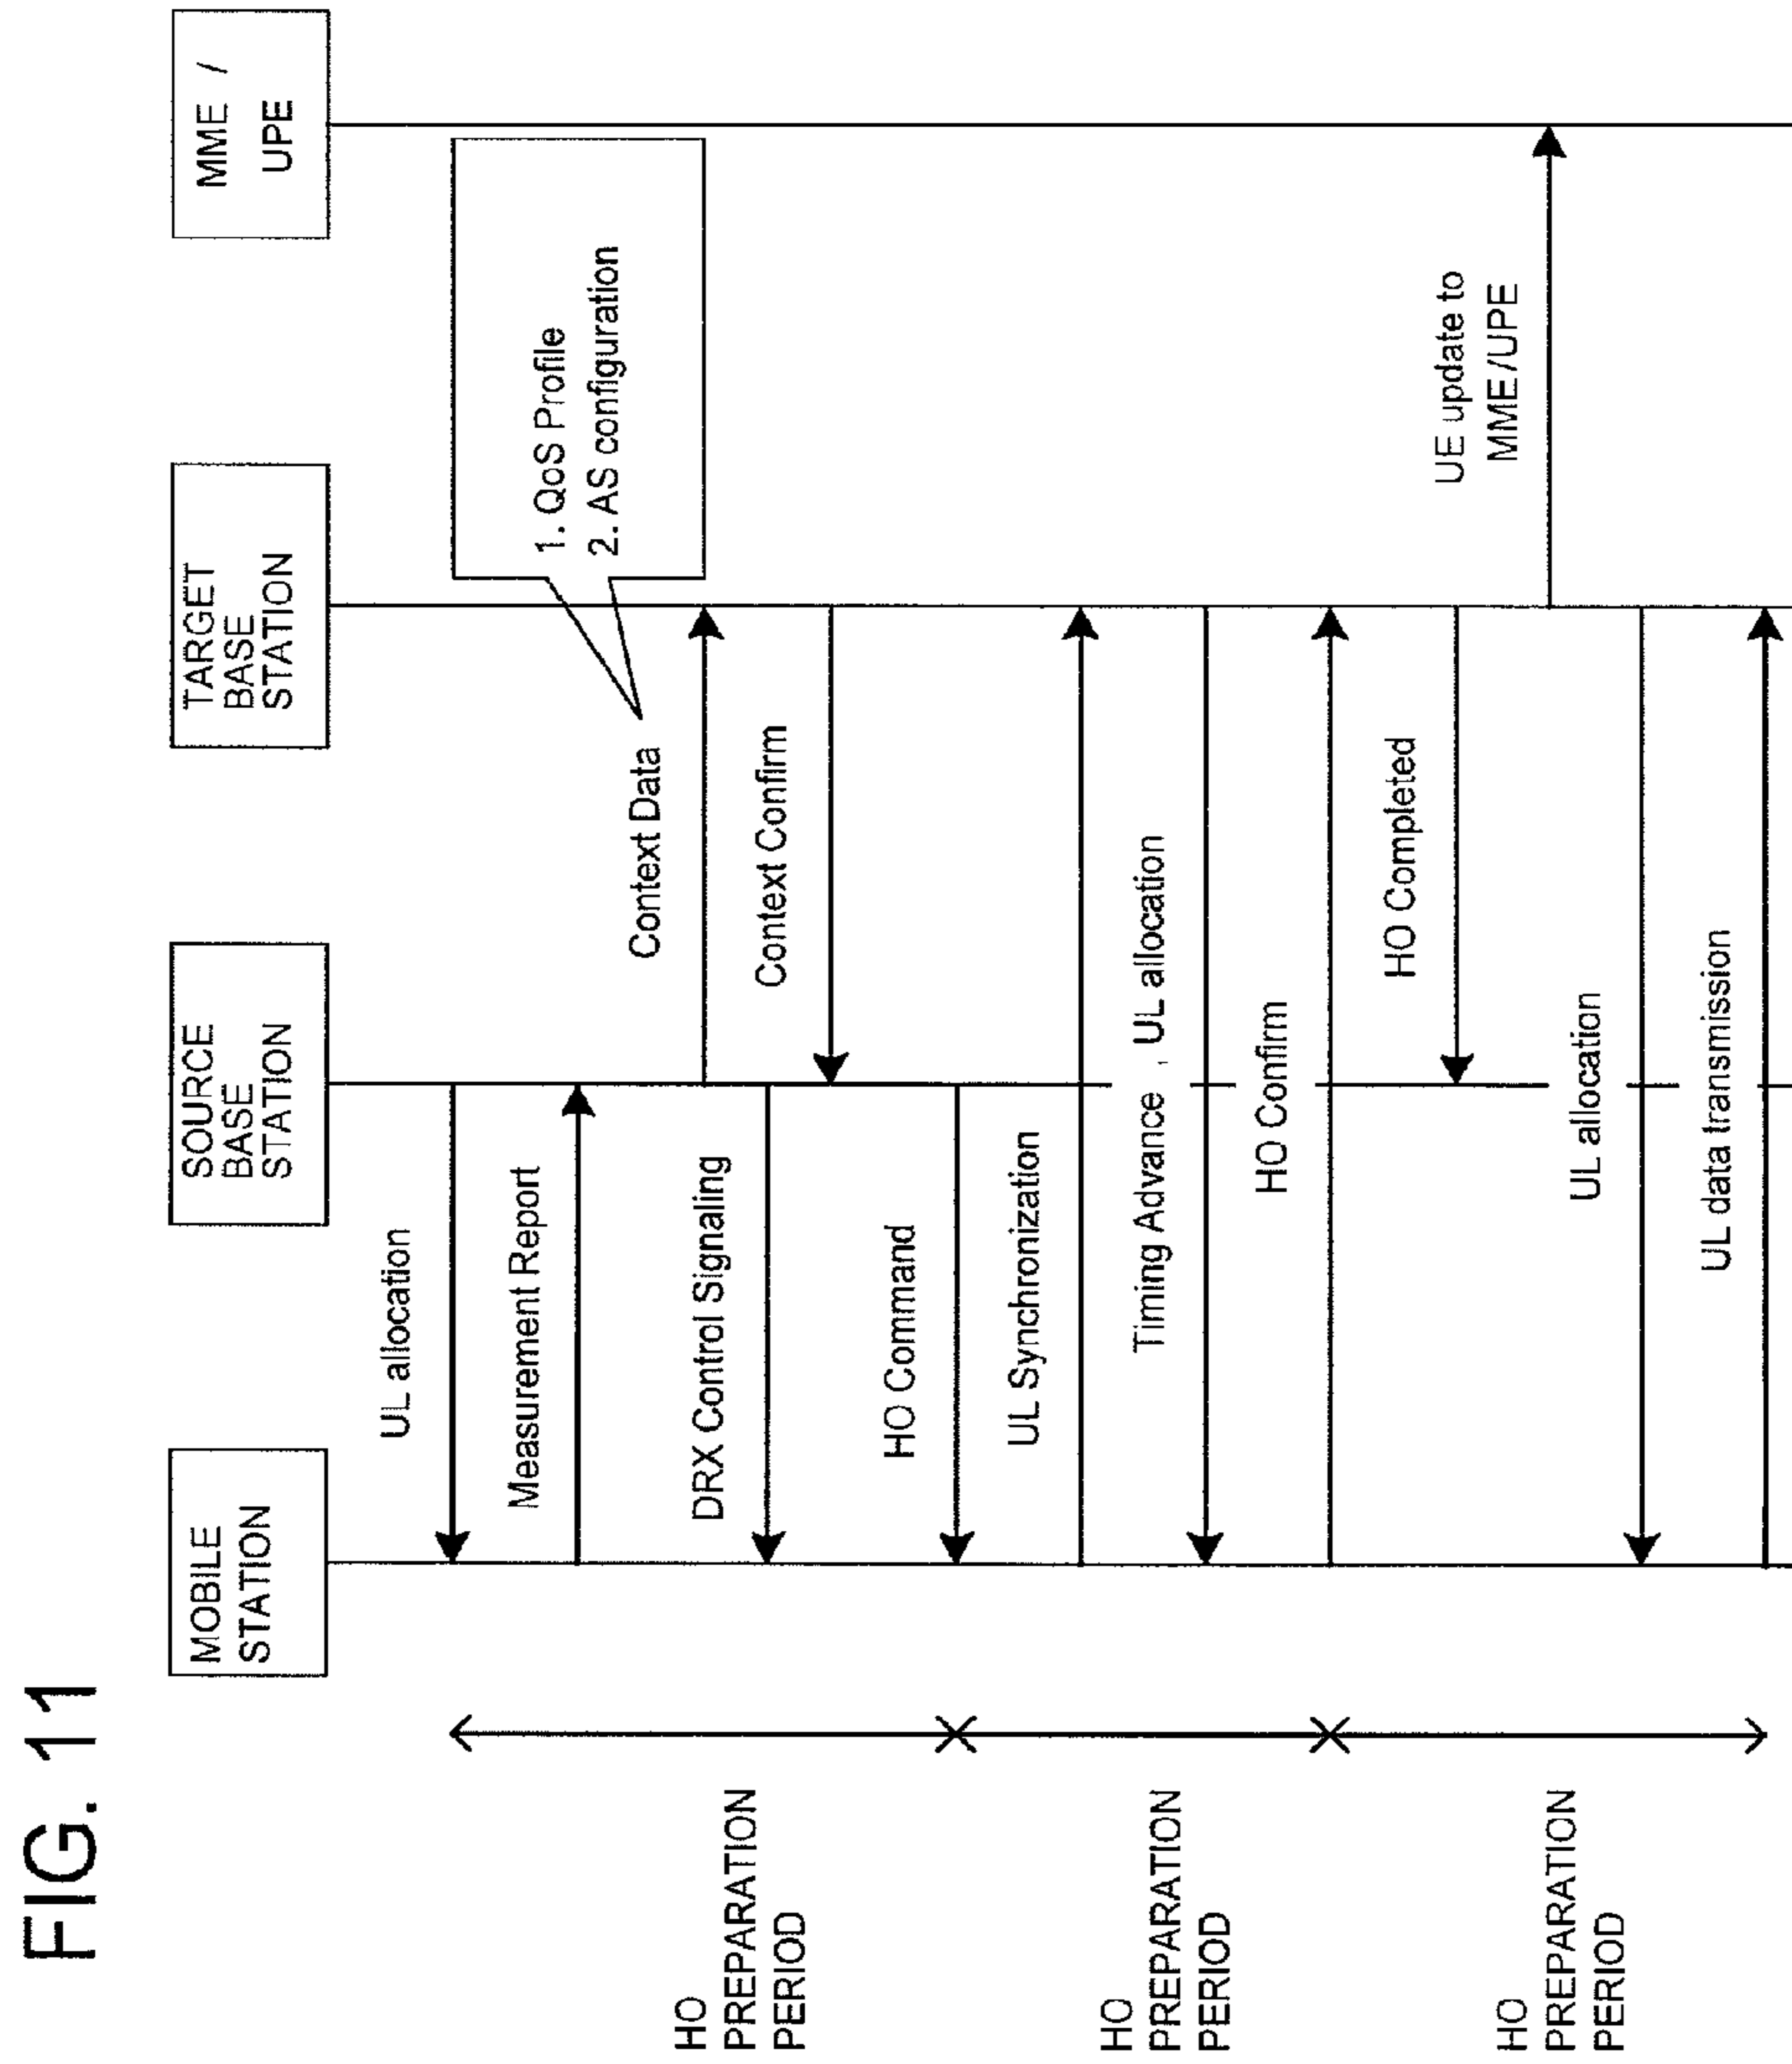 FIG. 11
MOBILE
STATION
SOURCE
BASE
STATION
TARGET
BASE
STATION
MME /
UPE
UL allocation
Measurement Report
Context Data
1. QoS Profile
2. AS configuration
DRX Control Signaling
Context Confirm
HO Command
UL Synchronization
Timing Advance , UL allocation
HO Confirm
HO Completed
UE update to
MME/UPE
UL allocation
UL data transmission
HO
PREPARATION
PERIOD
HO
PREPARATION
PERIOD
HO
PREPARATION
PERIOD